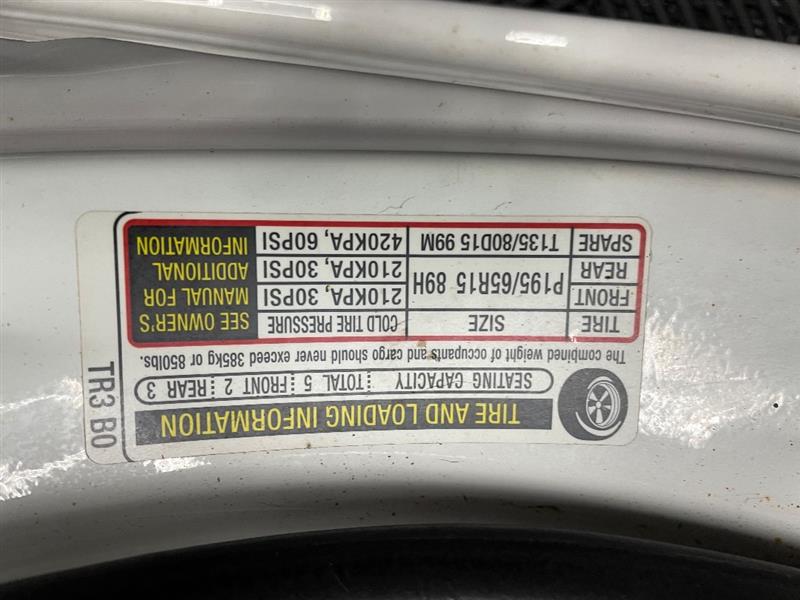 TIRE AND LOADING INFORMATION
SEATING CAPACITY TOTAL 5 FRONT 2 REAR 3
The combined weight of occupants and cargo should never exceed 385kg or 850lbs.
TIRE SIZE COLD TIRE PRESSURE SEE OWNER'S
FRONT P195/65R15 89H 210KPA, 30PSI MANUAL FOR
REAR 210KPA, 30PSI ADDITIONAL
SPARE T135/80D15 99M 420KPA, 60PSI INFORMATION
TR3 B0